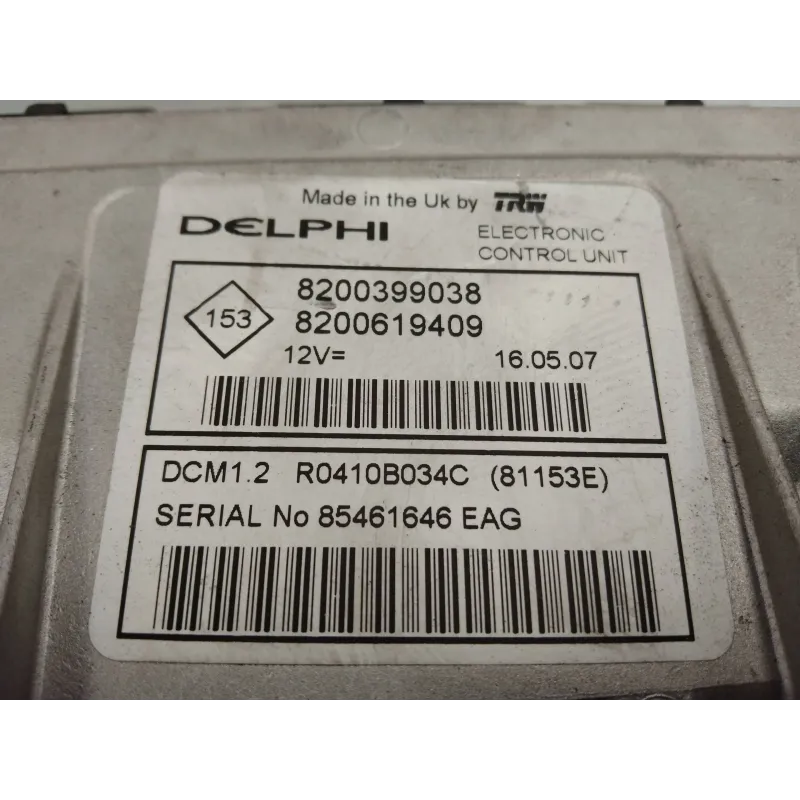 Made in the Uk by TRW
DELPHI
ELECTRONIC
CONTROL UNIT
153
8200399038
8200619409
12V=
16.05.07
DCM1.2 R0410B034C (81153E)
SERIAL No 85461646 EAG